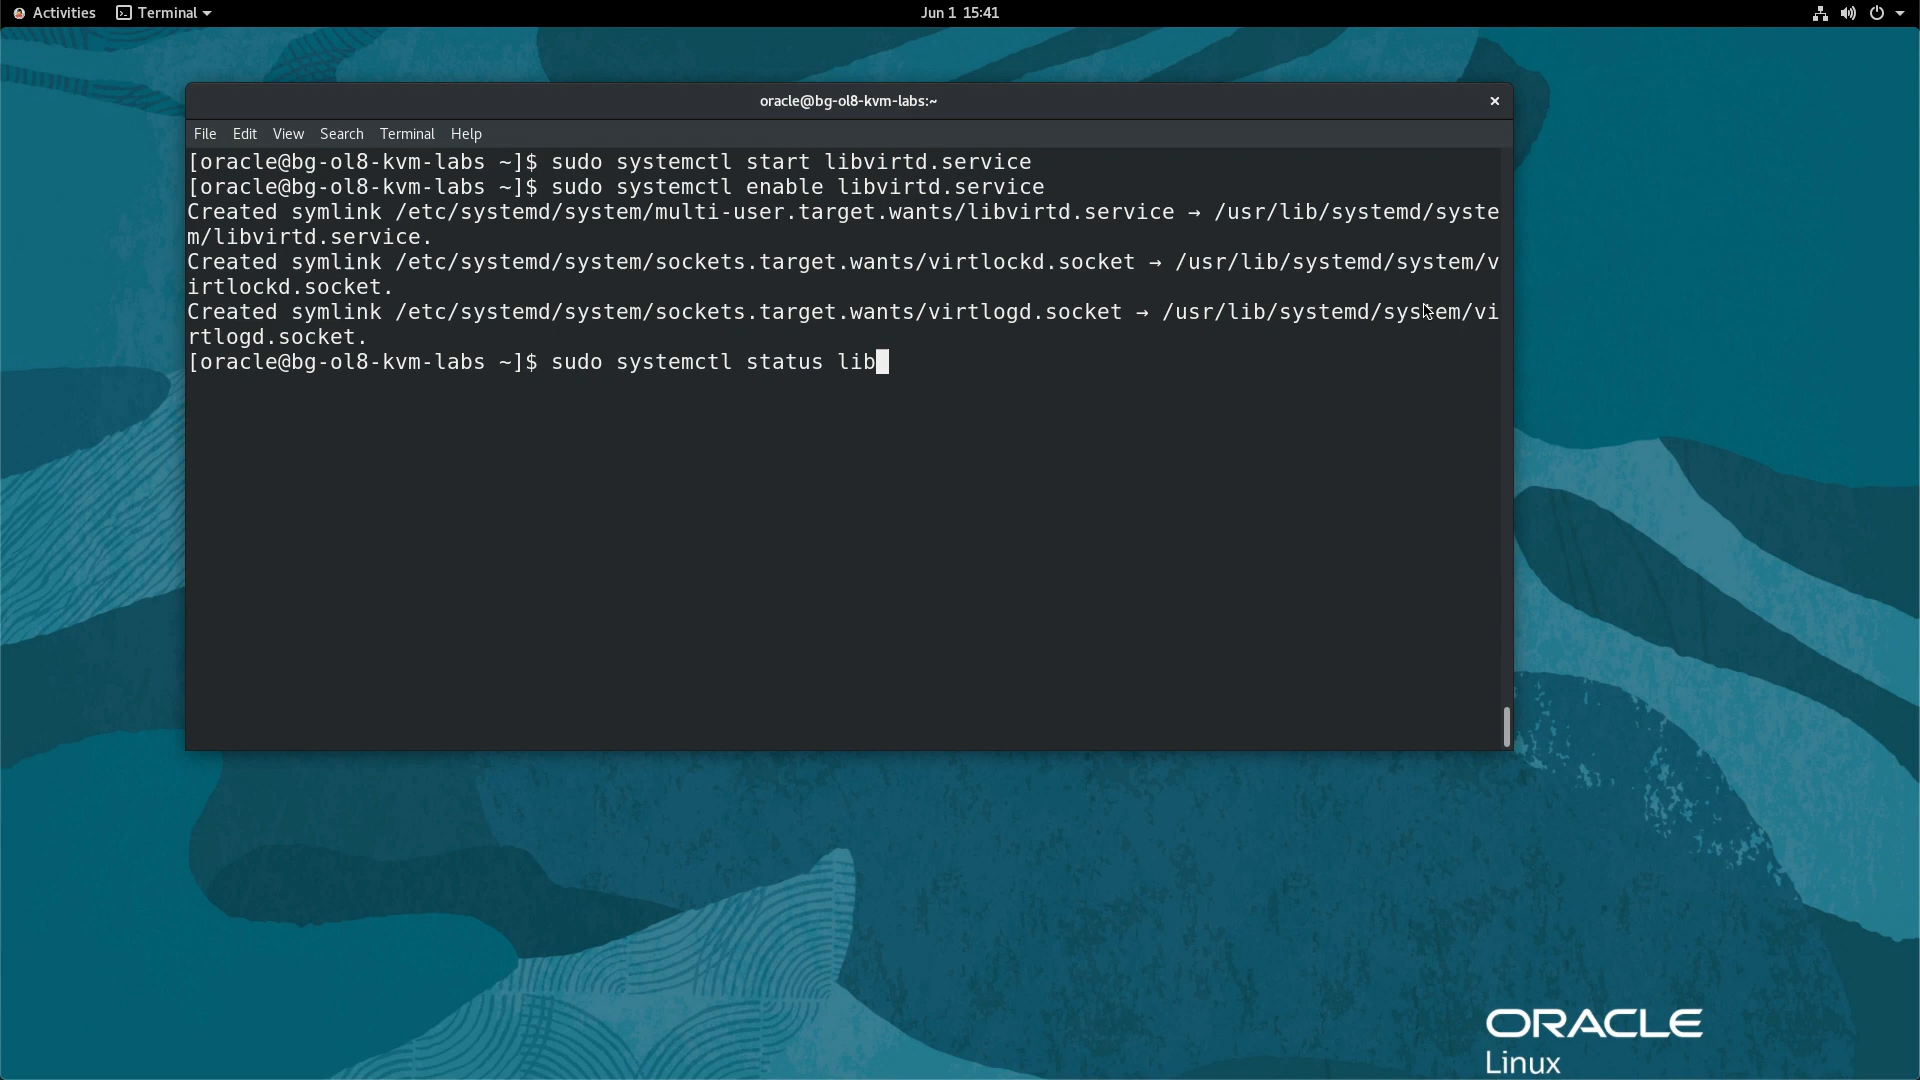 Activities Terminal Jun 1 15:41
oracle@bg-ol8-kvm-labs:~
File Edit View Search Terminal Help
[oracle@bg-ol8-kvm-labs ~]$ sudo systemctl start libvirtd.service
[oracle@bg-ol8-kvm-labs ~]$ sudo systemctl enable libvirtd.service
Created symlink /etc/systemd/system/multi-user.target.wants/libvirtd.service → /usr/lib/systemd/syste
m/libvirtd.service.
Created symlink /etc/systemd/system/sockets.target.wants/virtlockd.socket → /usr/lib/systemd/system/v
irtlockd.socket.
Created symlink /etc/systemd/system/sockets.target.wants/virtlogd.socket → /usr/lib/systemd/system/vi
rtlogd.socket.
[oracle@bg-ol8-kvm-labs ~]$ sudo systemctl status lib
ORACLE
Linux